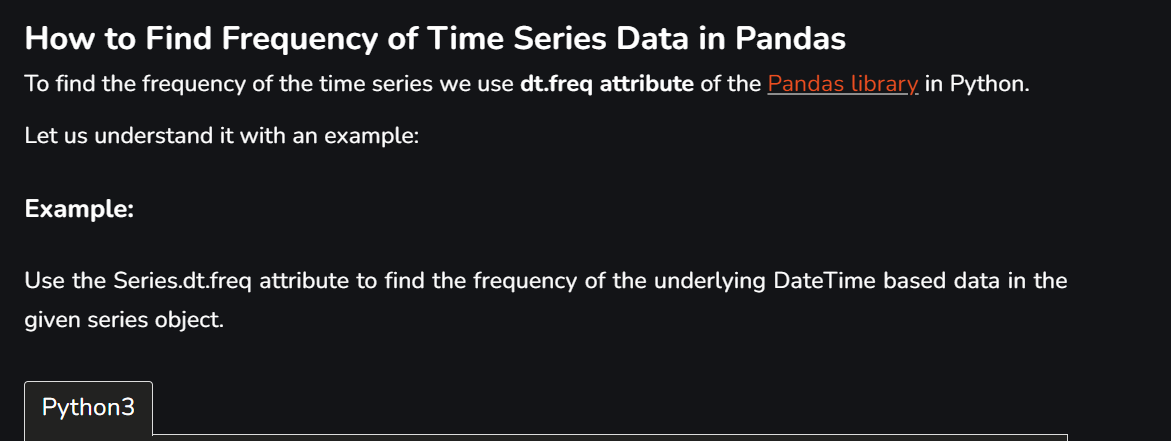 How to Find Frequency of Time Series Data in Pandas
To find the frequency of the time series we use dt.freq attribute of the Pandas library in Python.
Let us understand it with an example:
Example:
Use the Series.dt.freq attribute to find the frequency of the underlying DateTime based data in the
given series object.
Python3